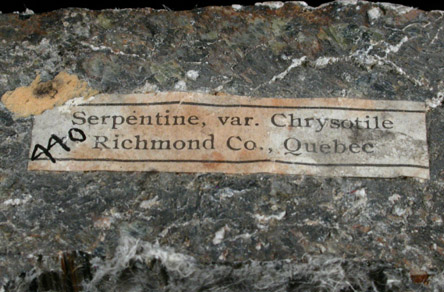 Serpentine, var. Chrysotile
440 Richmond Co., Quebec